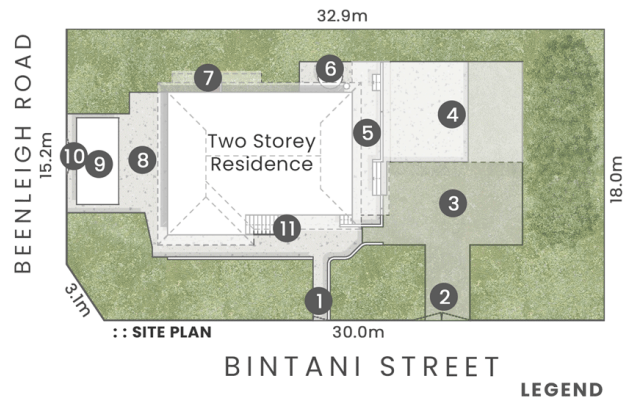 32.9m
BEENLEIGH ROAD
15.2m
7
6
4
5
Two Storey
Residence
10
9
8
3
18.0m
11
3.1m
1
2
:: SITE PLAN
30.0m
BINTANI STREET
LEGEND